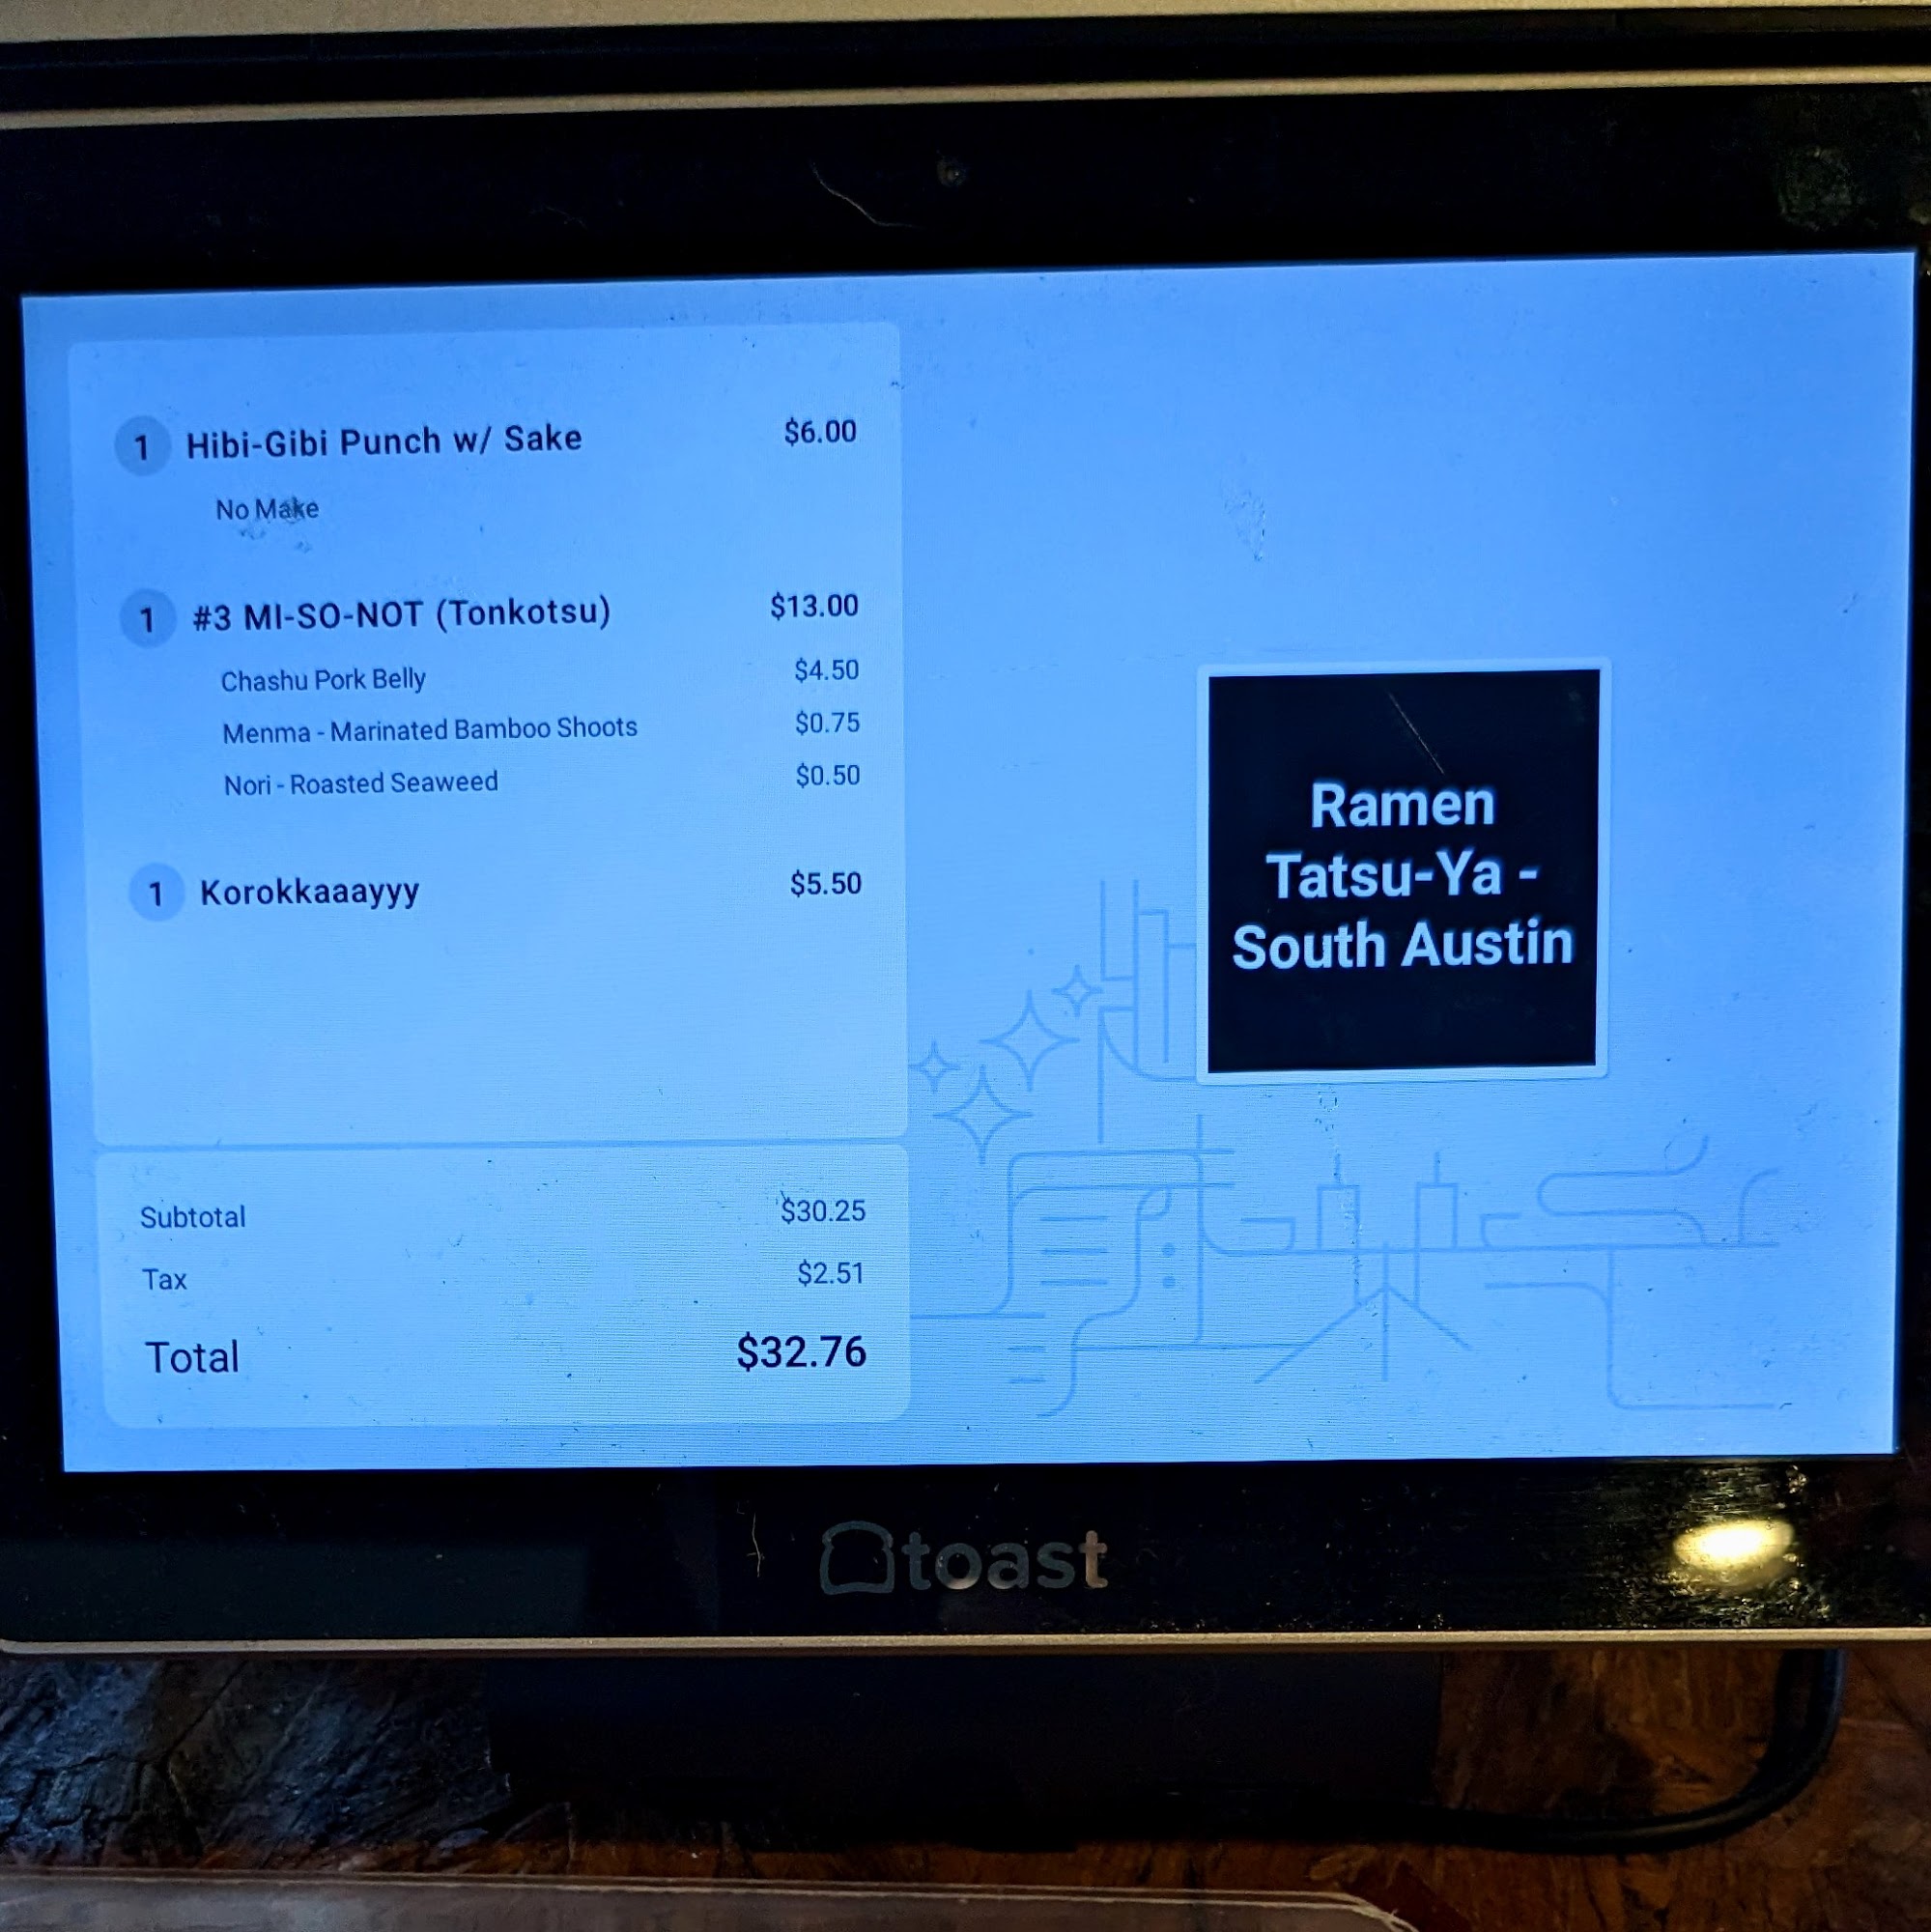 1 Hibi-Gibi Punch w/ Sake $6.00
No Make
1 #3 MI-SO-NOT (Tonkotsu) $13.00
Chashu Pork Belly $4.50
Menma - Marinated Bamboo Shoots $0.75
Nori - Roasted Seaweed $0.50
1 Korokkaaayyy $5.50
Subtotal $30.25
Tax $2.51
Total $32.76
Ramen
Tatsu-Ya -
South Austin
toast